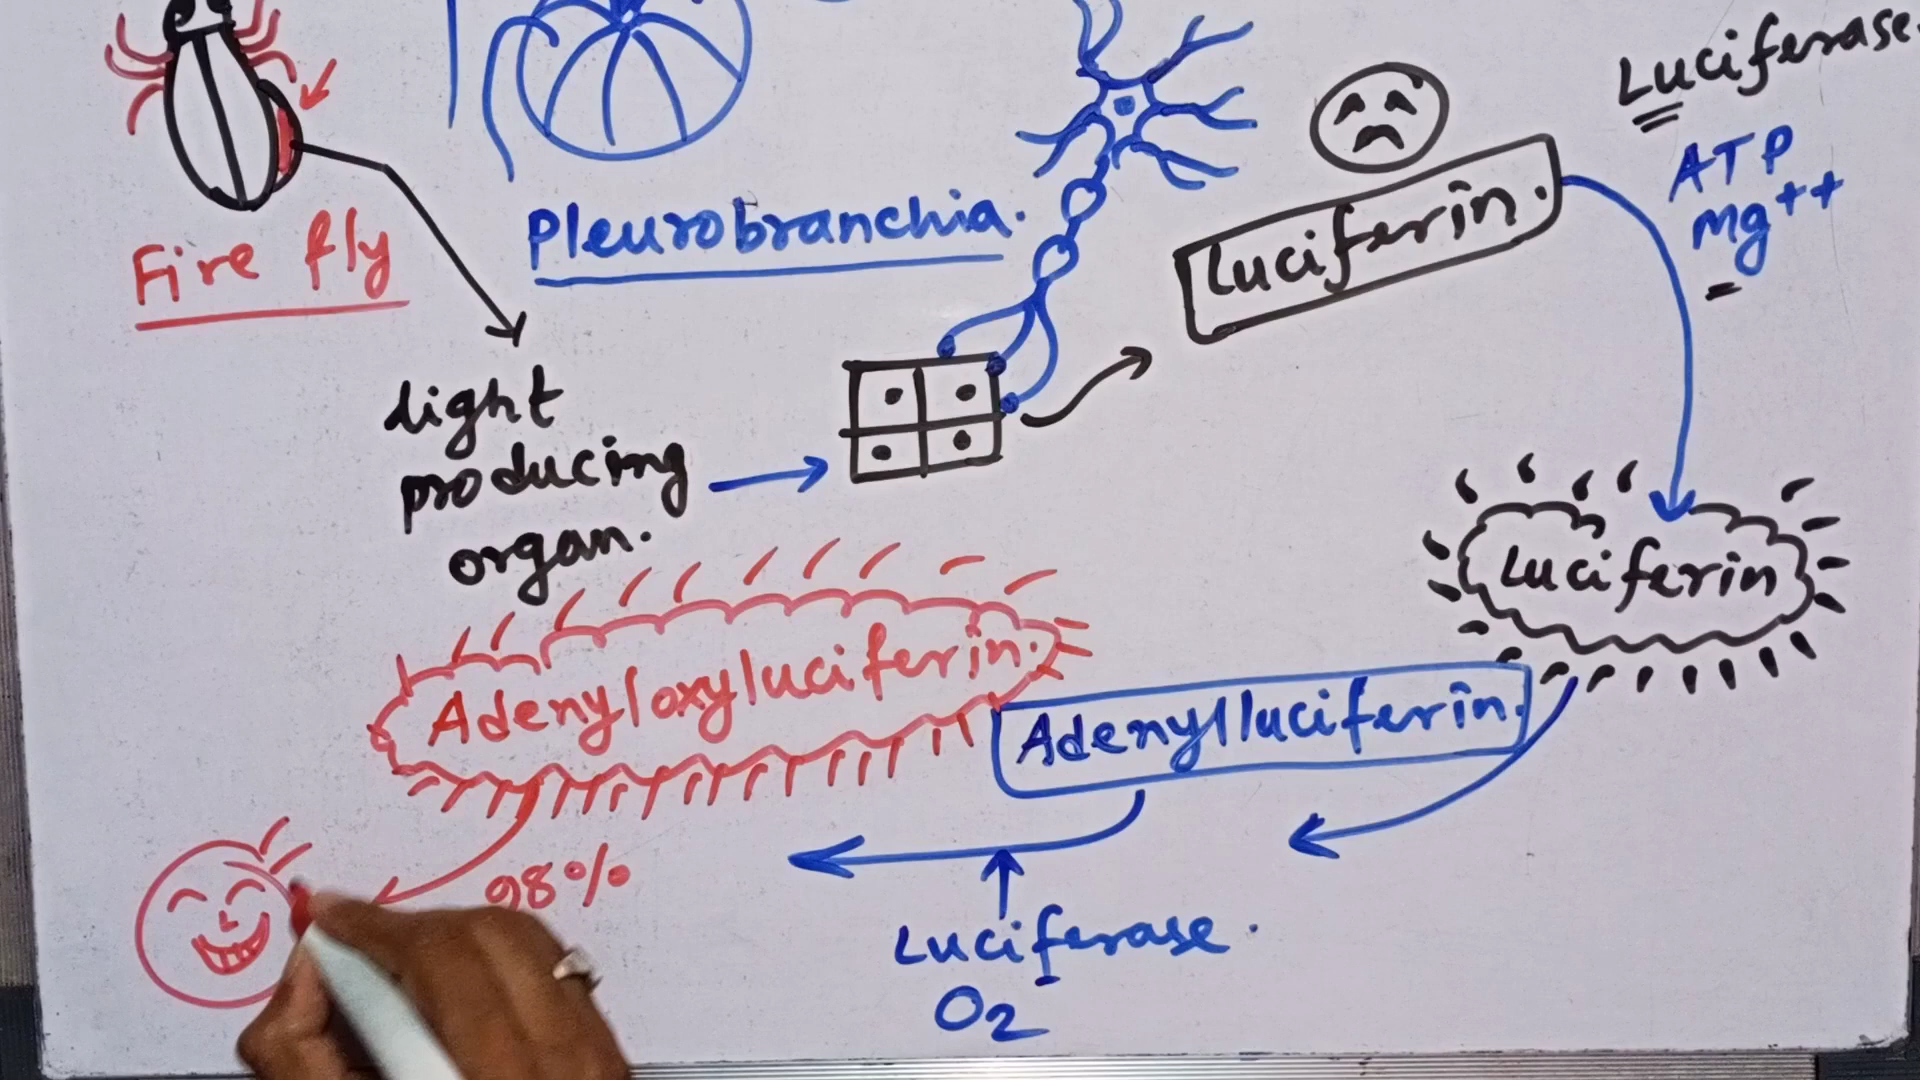 Fire fly
Pleurobranchia.
light
producing
organ.
Luciferin.
Luciferase.
ATP
Mg++
Luciferin
Adenylluciferin.
Luciferase.
O2
Adenyloxyluciferin.
98%